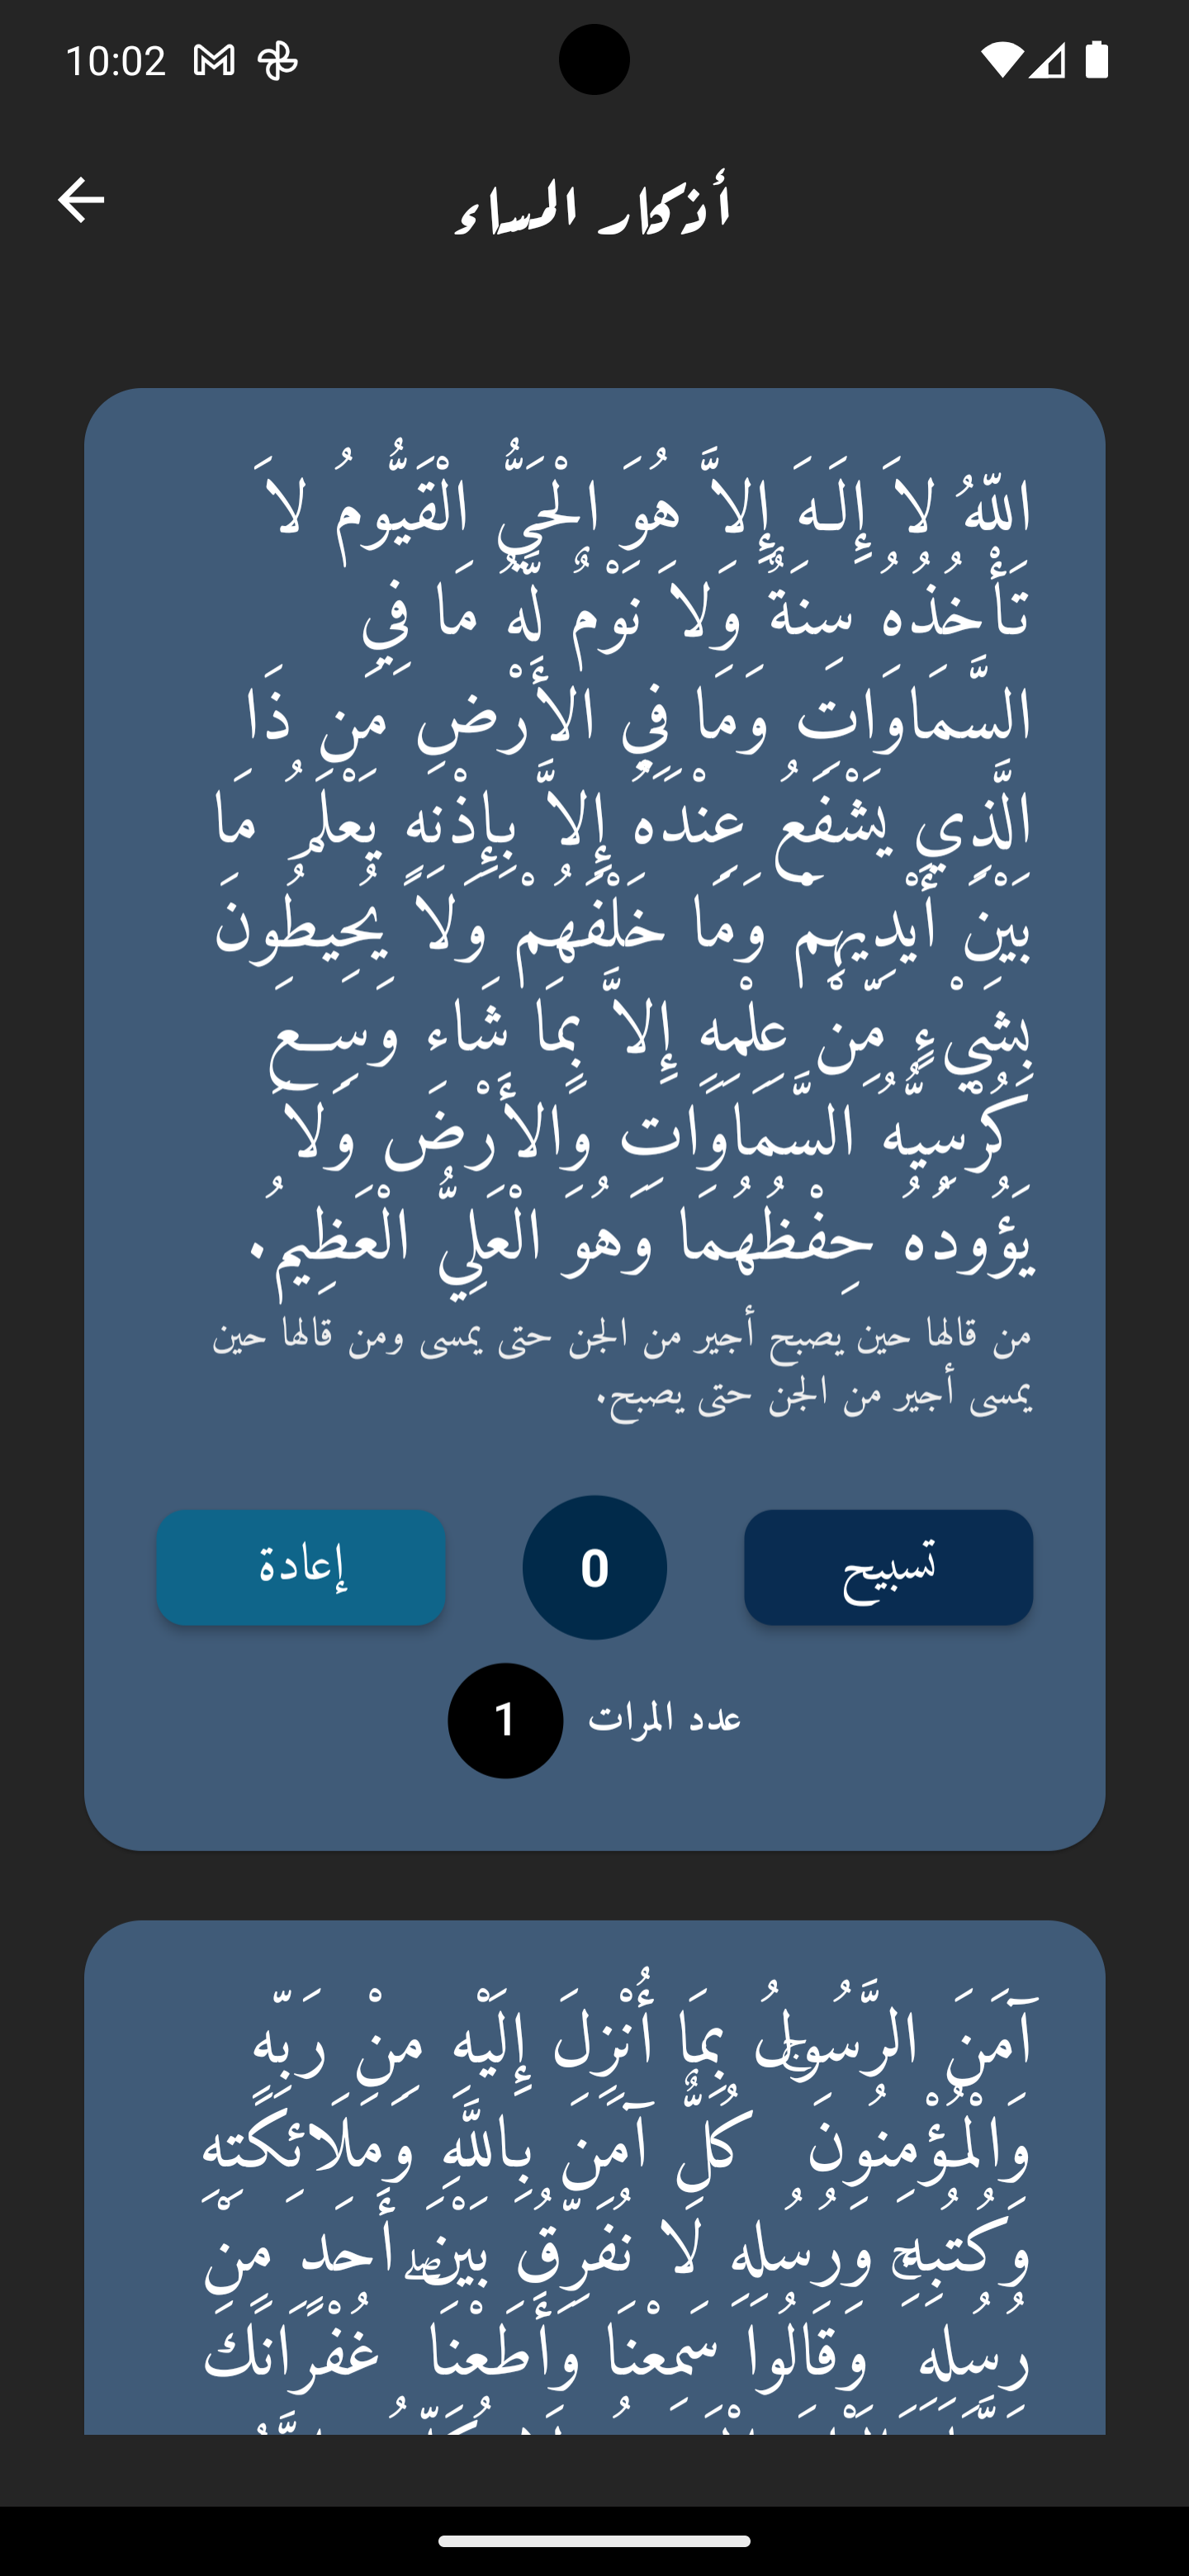 10:02
أذكار المساء
اللّهُ لاَ إِلَـهَ إِلاَّ هُوَ الْحَيُّ الْقَيُّومُ لاَ
تَأْخُذُهُ سِنَةٌ وَلاَ نَوْمٌ لَّهُ مَا فِي
السَّمَاوَاتِ وَمَا فِي الأَرْضِ مَن ذَا
الَّذِي يَشْفَعُ عِنْدَهُ إِلاَّ بِإِذْنِهِ يَعْلَمُ مَا
بَيْنَ أَيْدِيهِمْ وَمَا خَلْفَهُمْ وَلاَ يُحِيطُونَ
بِشَيْءٍ مِّنْ عِلْمِهِ إِلاَّ بِمَا شَاء وَسِـعَ
كُرْسِيُّهُ السَّمَاوَاتِ وَالأَرْضَ وَلاَ
يَؤُودُهُ حِفْظُهُمَا وَهُوَ الْعَلِيُّ الْعَظِيمُ.
من قالها حين يصبح أجير من الجن حتى يمسى ومن قالها حين
يمسى أجير من الجن حتى يصبح.
تسبيح
0
إعادة
عدد المرات
1
آمَنَ الرَّسُولُ بِمَا أُنْزِلَ إِلَيْهِ مِنْ رَبِّهِ
وَالْمُؤْمِنُونَ ۚ كُلٌّ آمَنَ بِاللَّهِ وَمَلَائِكَتِهِ
وَكُتُبِهِ وَرُسُلِهِ لَا نُفَرِّقُ بَيْنَ أَحَدٍ مِنْ
رُسُلِهِ ۚ وَقَالُوا سَمِعْنَا وَأَطَعْنَا ۖ غُفْرَانَكَ